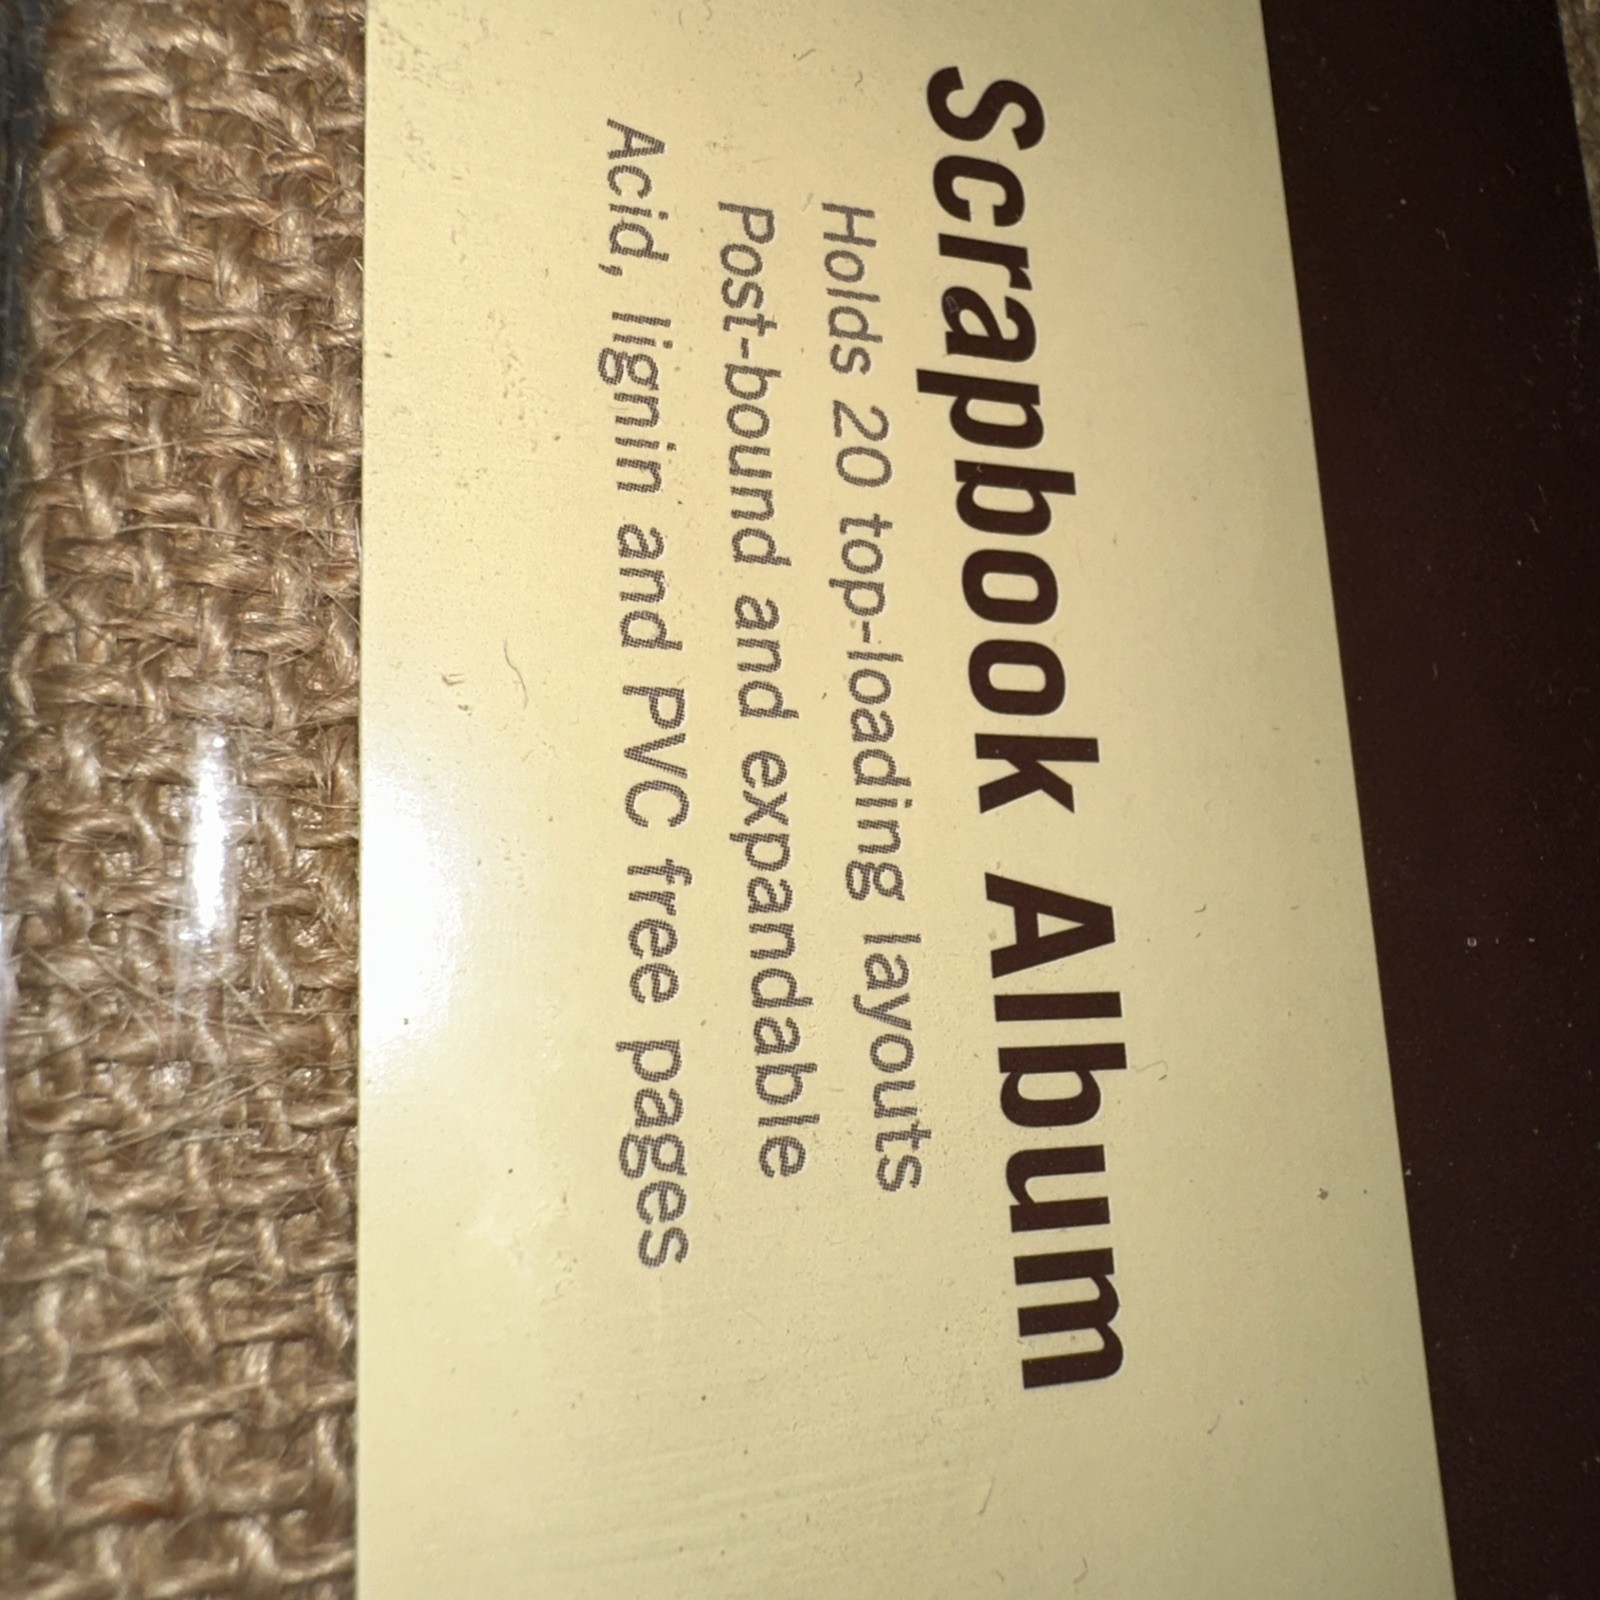 Scrapbook Album
Holds 20 top-loading layouts
Post-bound and expandable
Acid, lignin and PVC free pages